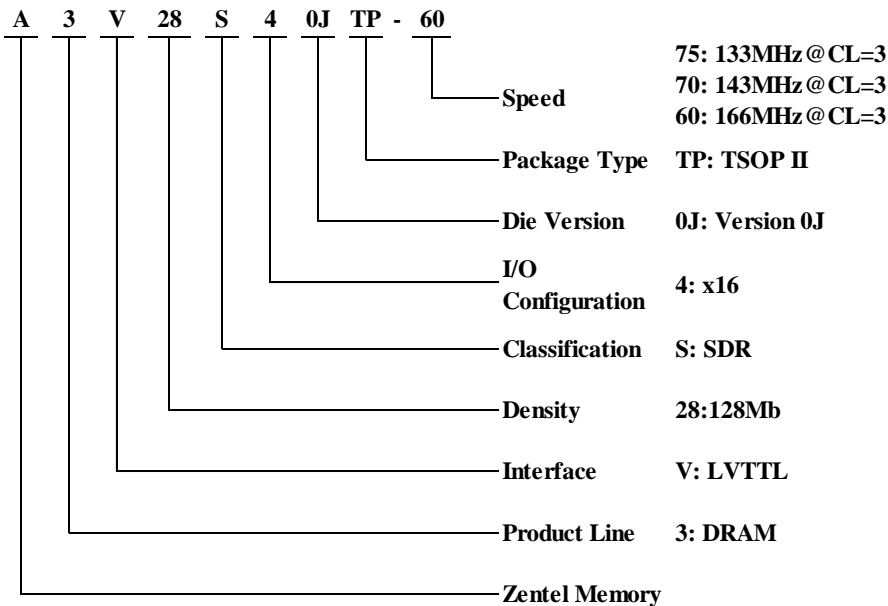 A 3 V 28 S 4 0J TP - 60
75: 133MHz@CL=3
70: 143MHz@CL=3
Speed
60: 166MHz@CL=3
Package Type TP: TSOP II
Die Version 0J: Version 0J
I/O
Configuration 4: x16
Classification S: SDR
Density 28:128Mb
Interface V: LVTTL
Product Line 3: DRAM
Zentel Memory